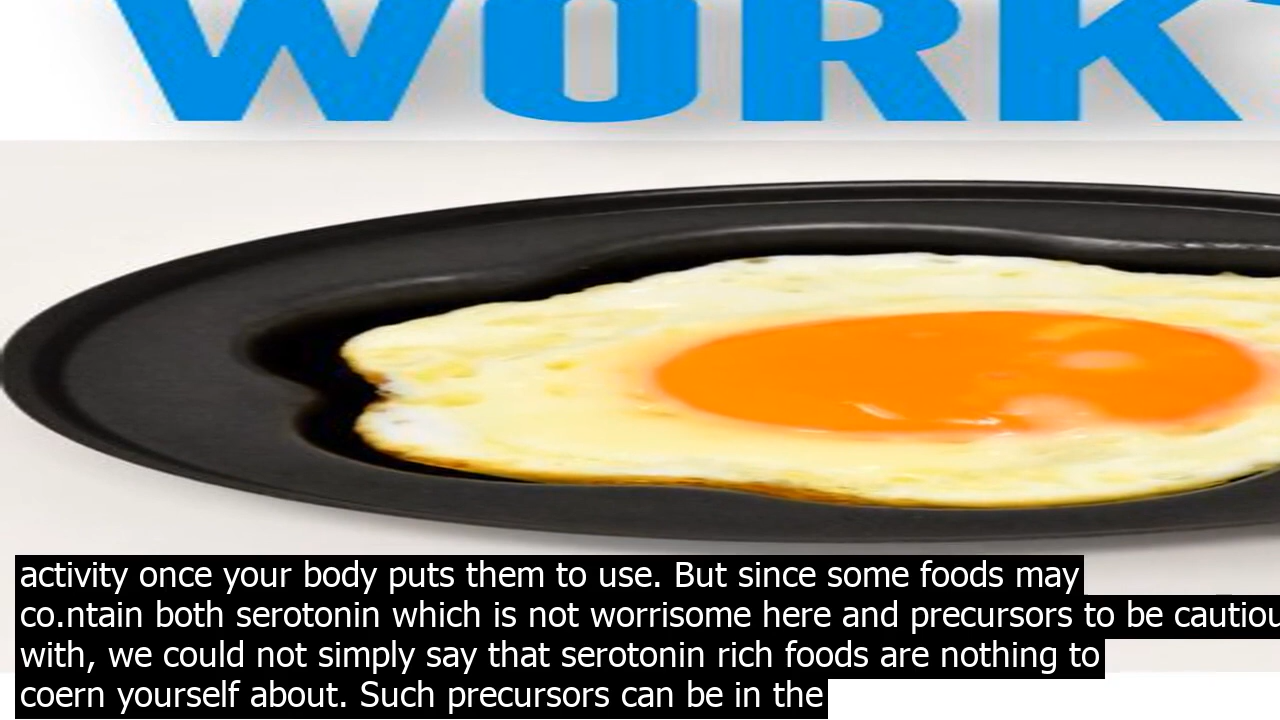 WORK
activity once your body puts them to use. But since some foods may
co.ntain both serotonin which is not worrisome here and precursors to be cautiou
with, we could not simply say that serotonin rich foods are nothing to
coern yourself about. Such precursors can be in the